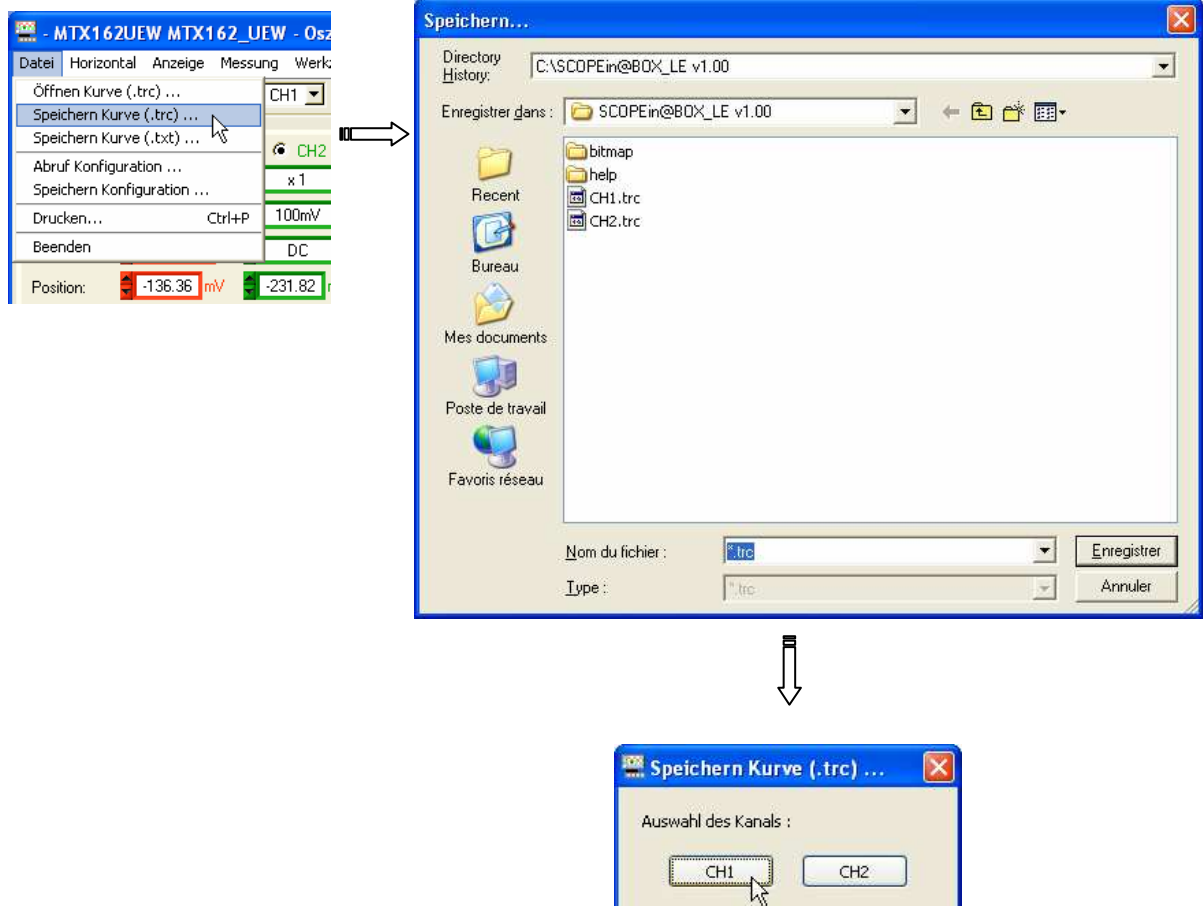 - MTX162UEW MTX162_UEW - Osz
Datei Horizontal Anzeige Messung Werkz
Öffnen Kurve (.trc) ...
Speichern Kurve (.trc) ...
Speichern Kurve (.txt) ...
Abruf Konfiguration ...
Speichern Konfiguration ...
Drucken... Ctrl+P
Beenden
CH1
CH2
x 1
100mV
DC
Position: -136.36 mV -231.82
Speichern...
Directory History: C:\SCOPEin@BOX_LE v1.00
Enregistrer dans : SCOPEin@BOX_LE v1.00
Recent
Bureau
Mes documents
Poste de travail
Favoris réseau
bitmap
help
CH1.trc
CH2.trc
Nom du fichier : *.trc Enregistrer
Type : *.trc Annuler
Speichern Kurve (.trc) ...
Auswahl des Kanals :
CH1 CH2